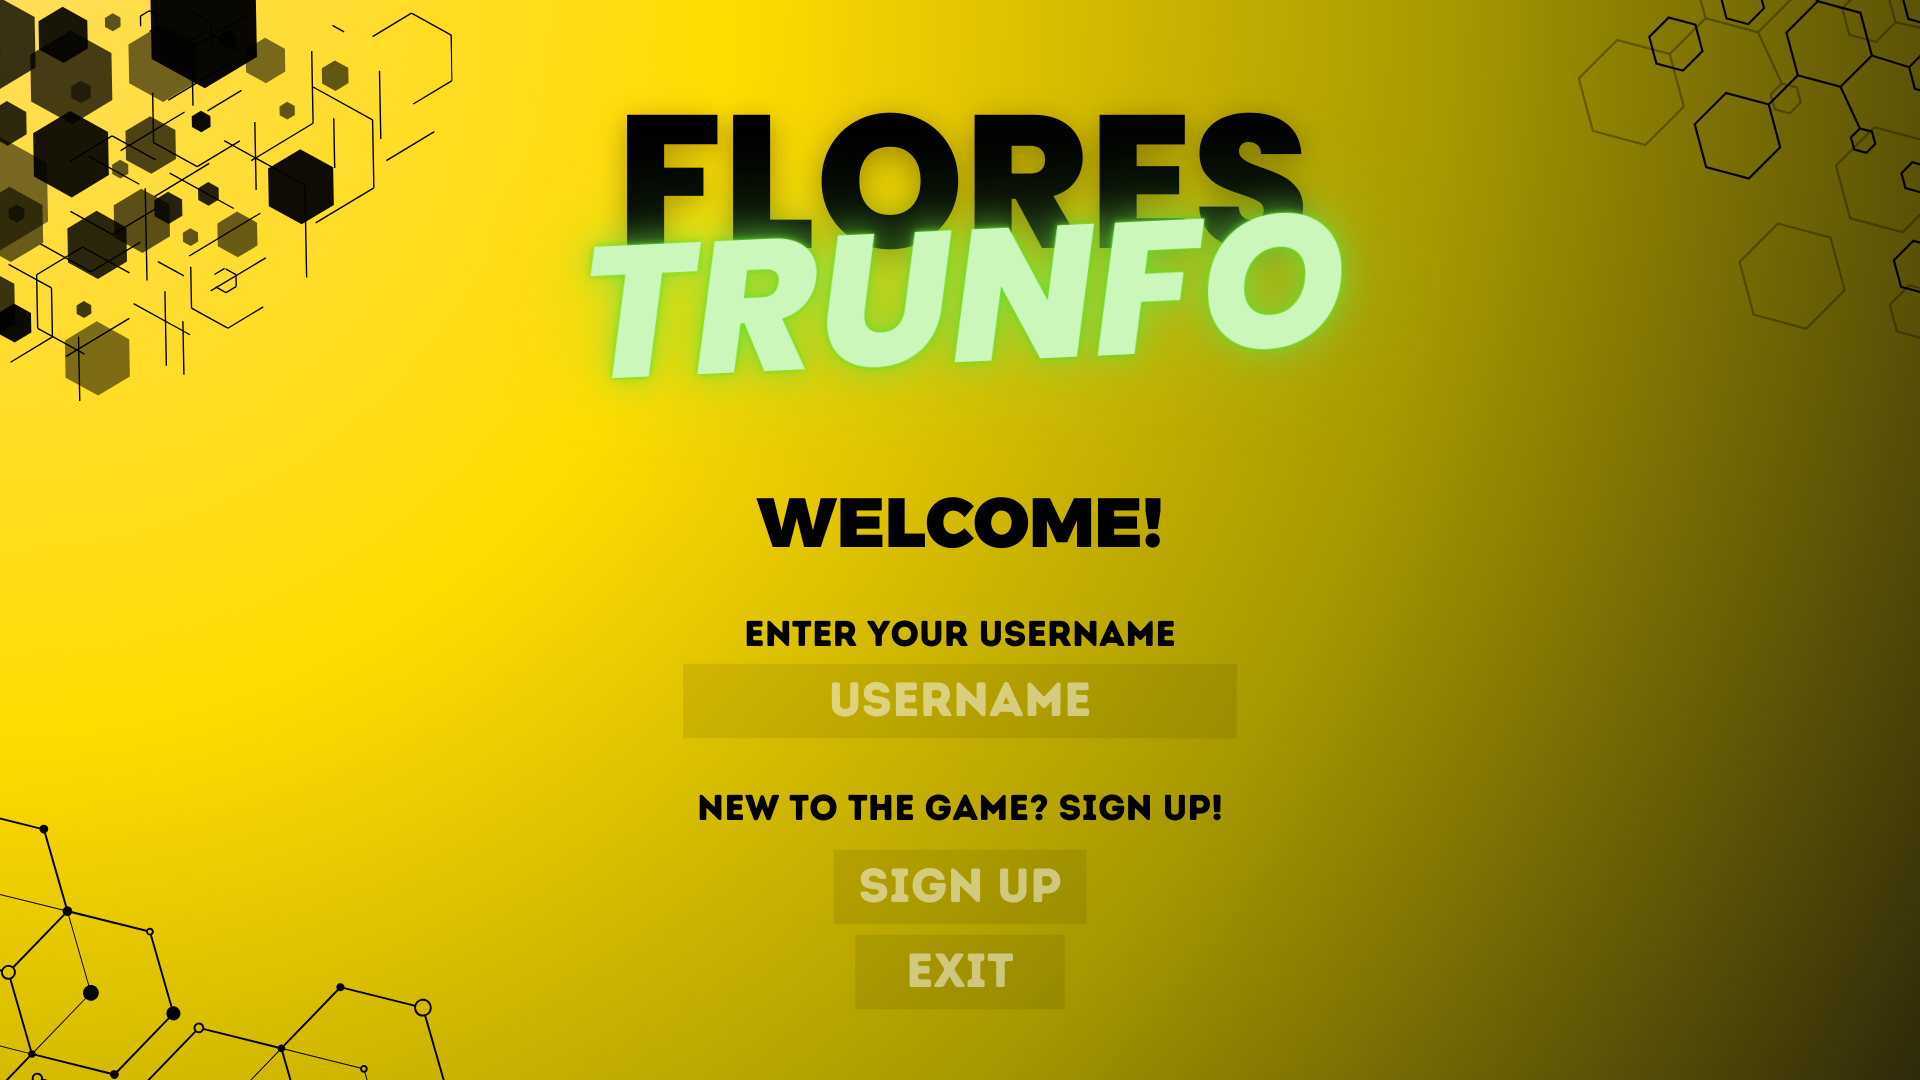 FLORES
TRUNFO
WELCOME!
ENTER YOUR USERNAME
USERNAME
NEW TO THE GAME? SIGN UP!
SIGN UP
EXIT